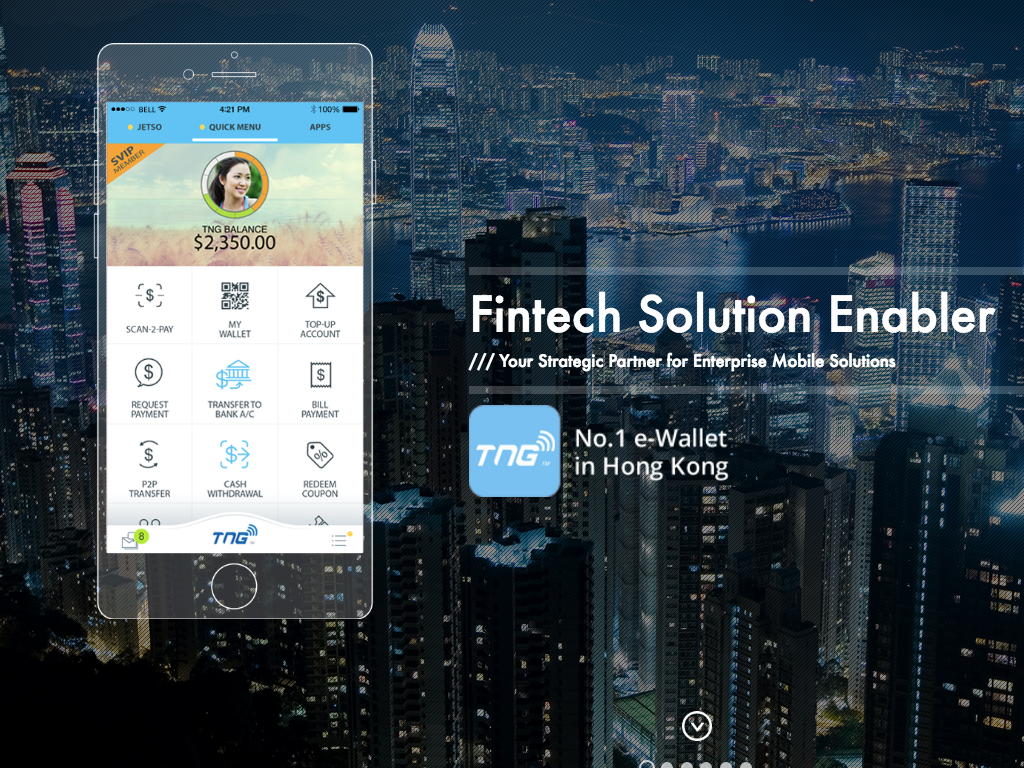 ●●●○○ BELL 4:21 PM 100%
JETSO QUICK MENU APPS
SVIP
MEMBER
TNG BALANCE
$2,350.00
SCAN-2-PAY
MY
WALLET
TOP-UP
ACCOUNT
REQUEST
PAYMENT
TRANSFER TO
BANK A/C
BILL
PAYMENT
P2P
TRANSFER
CASH
WITHDRAWAL
REDEEM
COUPON
8
TNG™
Fintech Solution Enabler
/// Your Strategic Partner for Enterprise Mobile Solutions
TNG™
No.1 e-Wallet
in Hong Kong